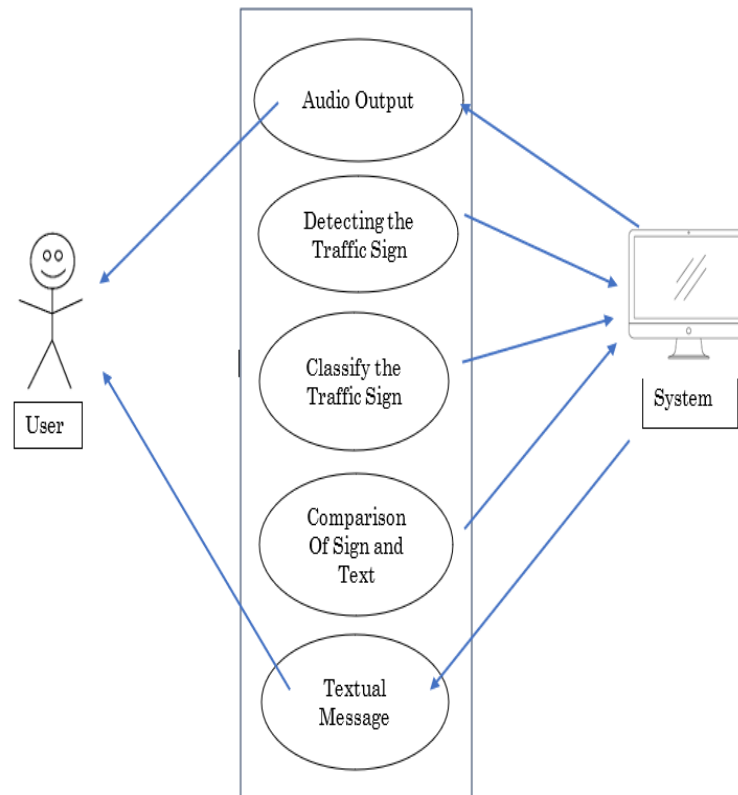 Audio Output
Detecting the
Traffic Sign
Classify the
Traffic Sign
Comparison
Of Sign and
Text
Textual
Message
User
System